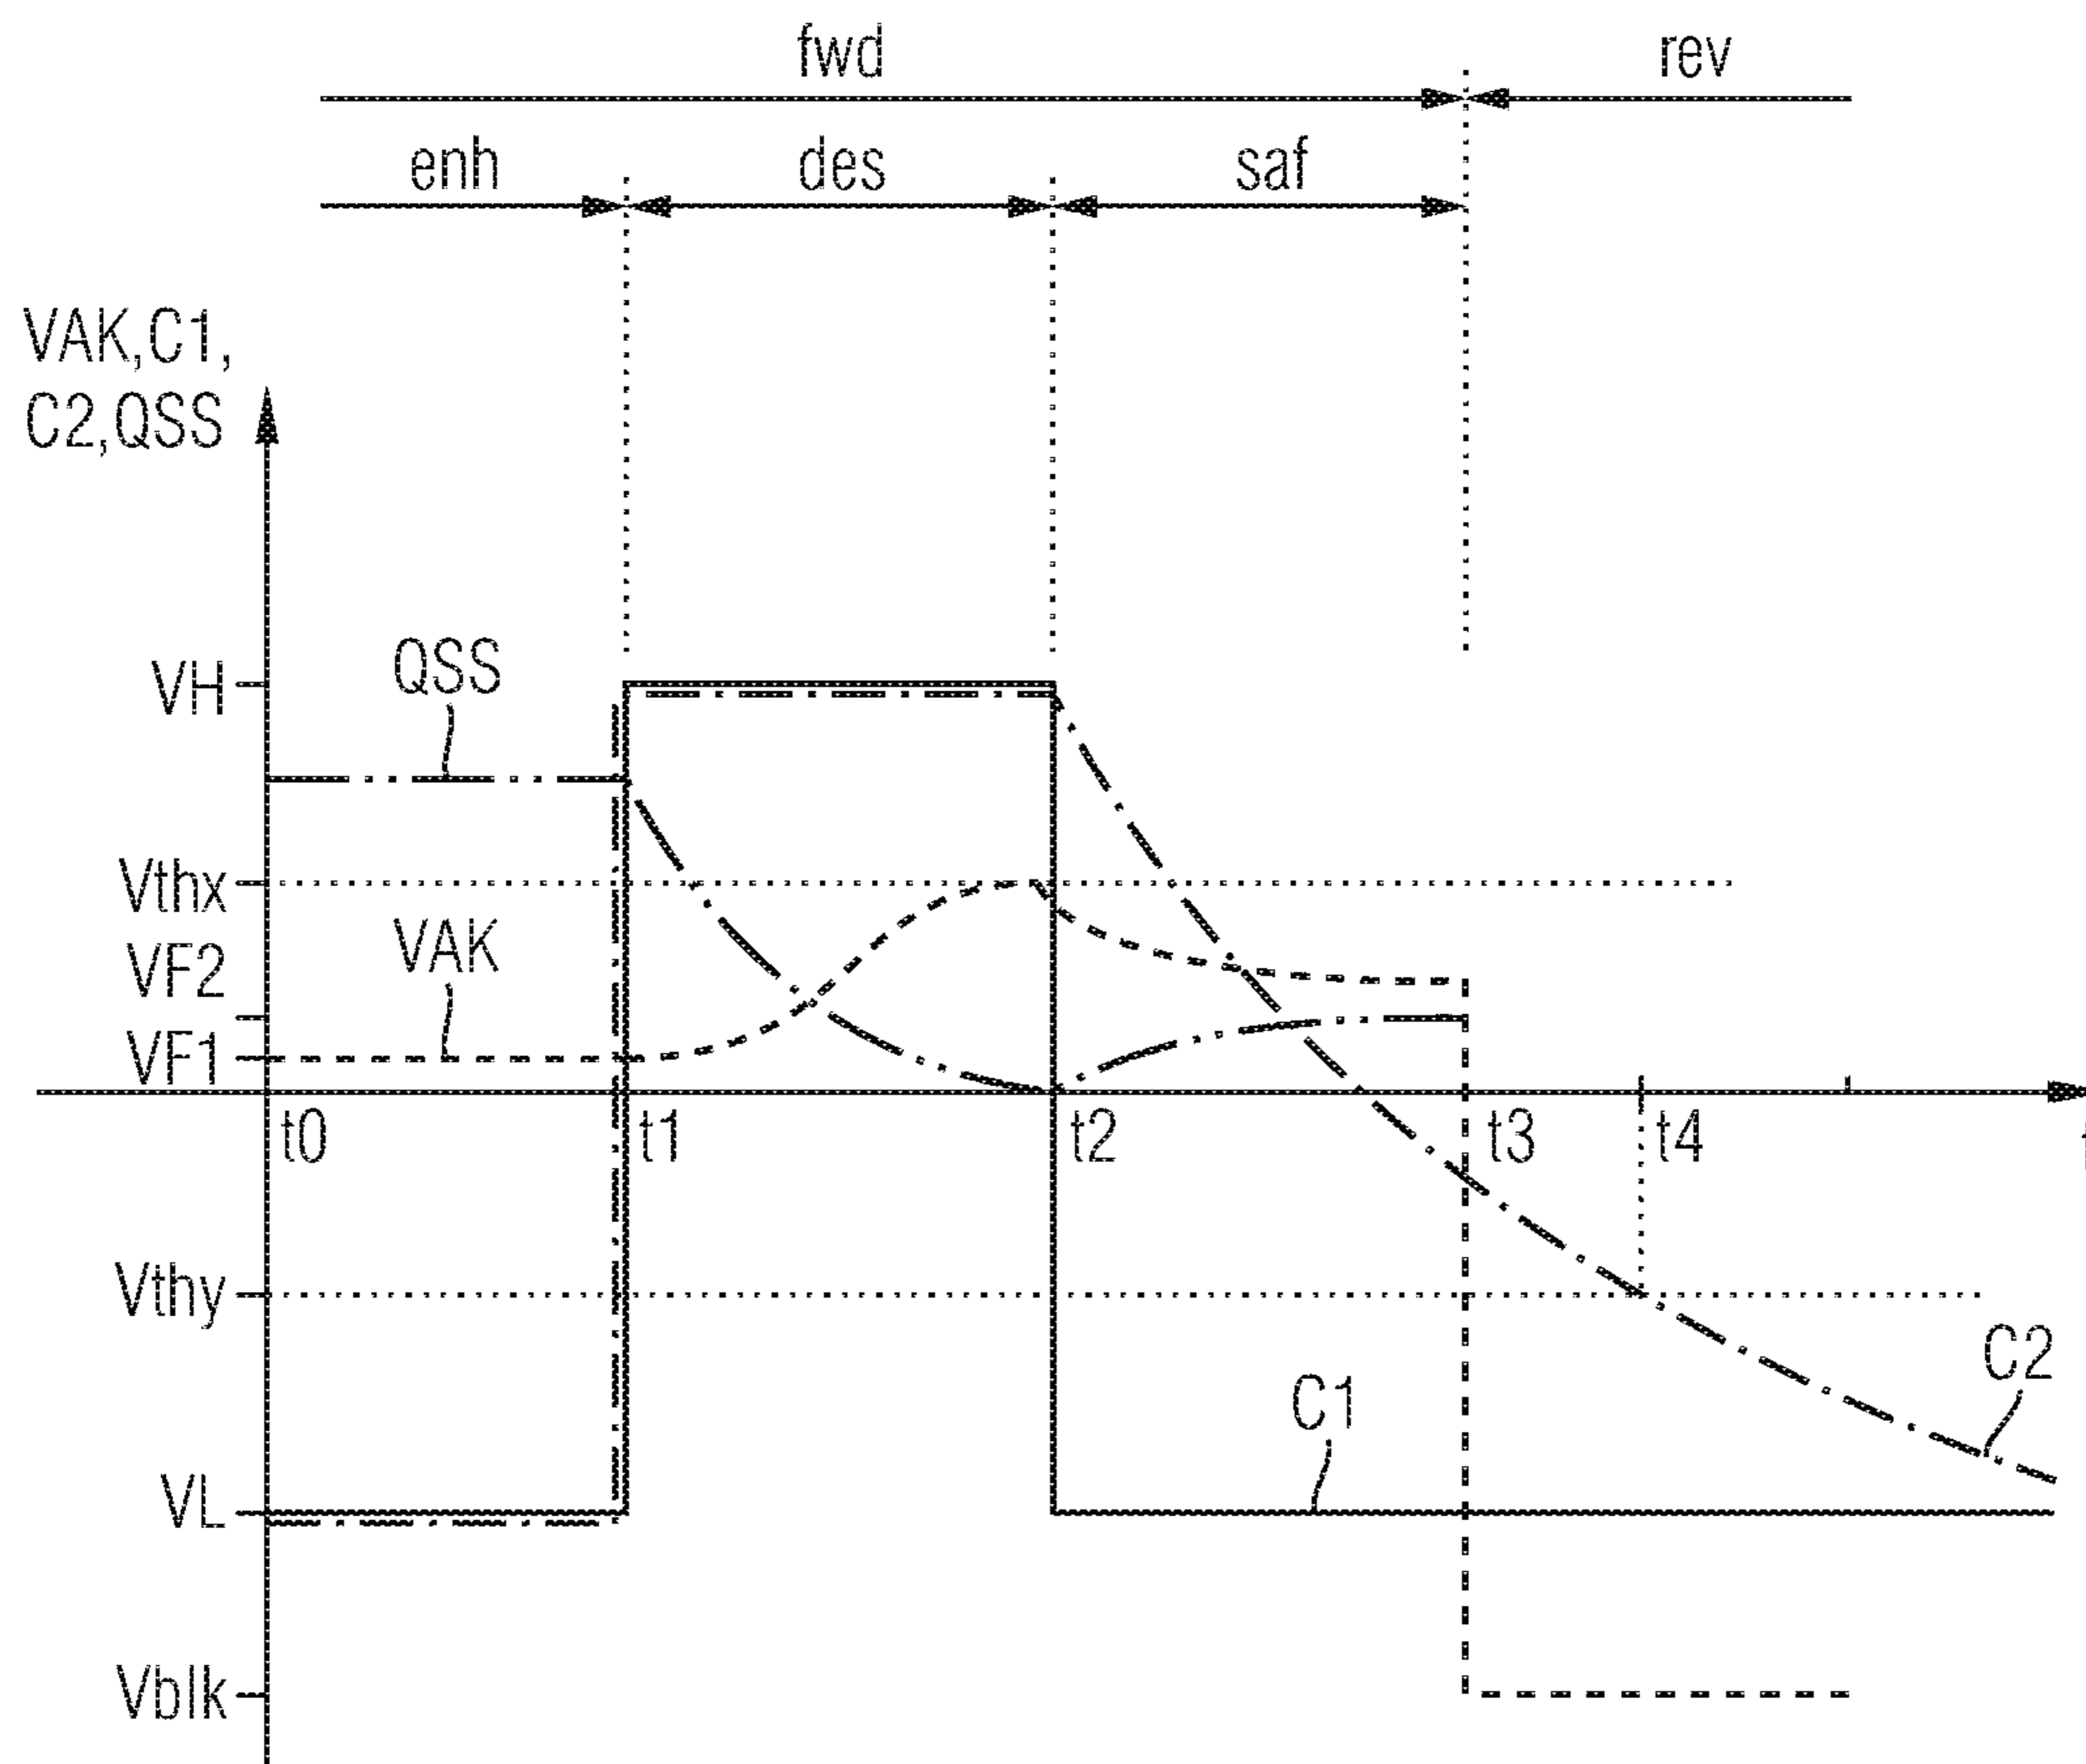 fwd rev
enh des saf
VAK,C1,
C2,QSS
VH
QSS
Vthx
VF2
VAK
VF1
t0 t1 t2 t3 t4 t
Vthy
C2
C1
VL
Vblk